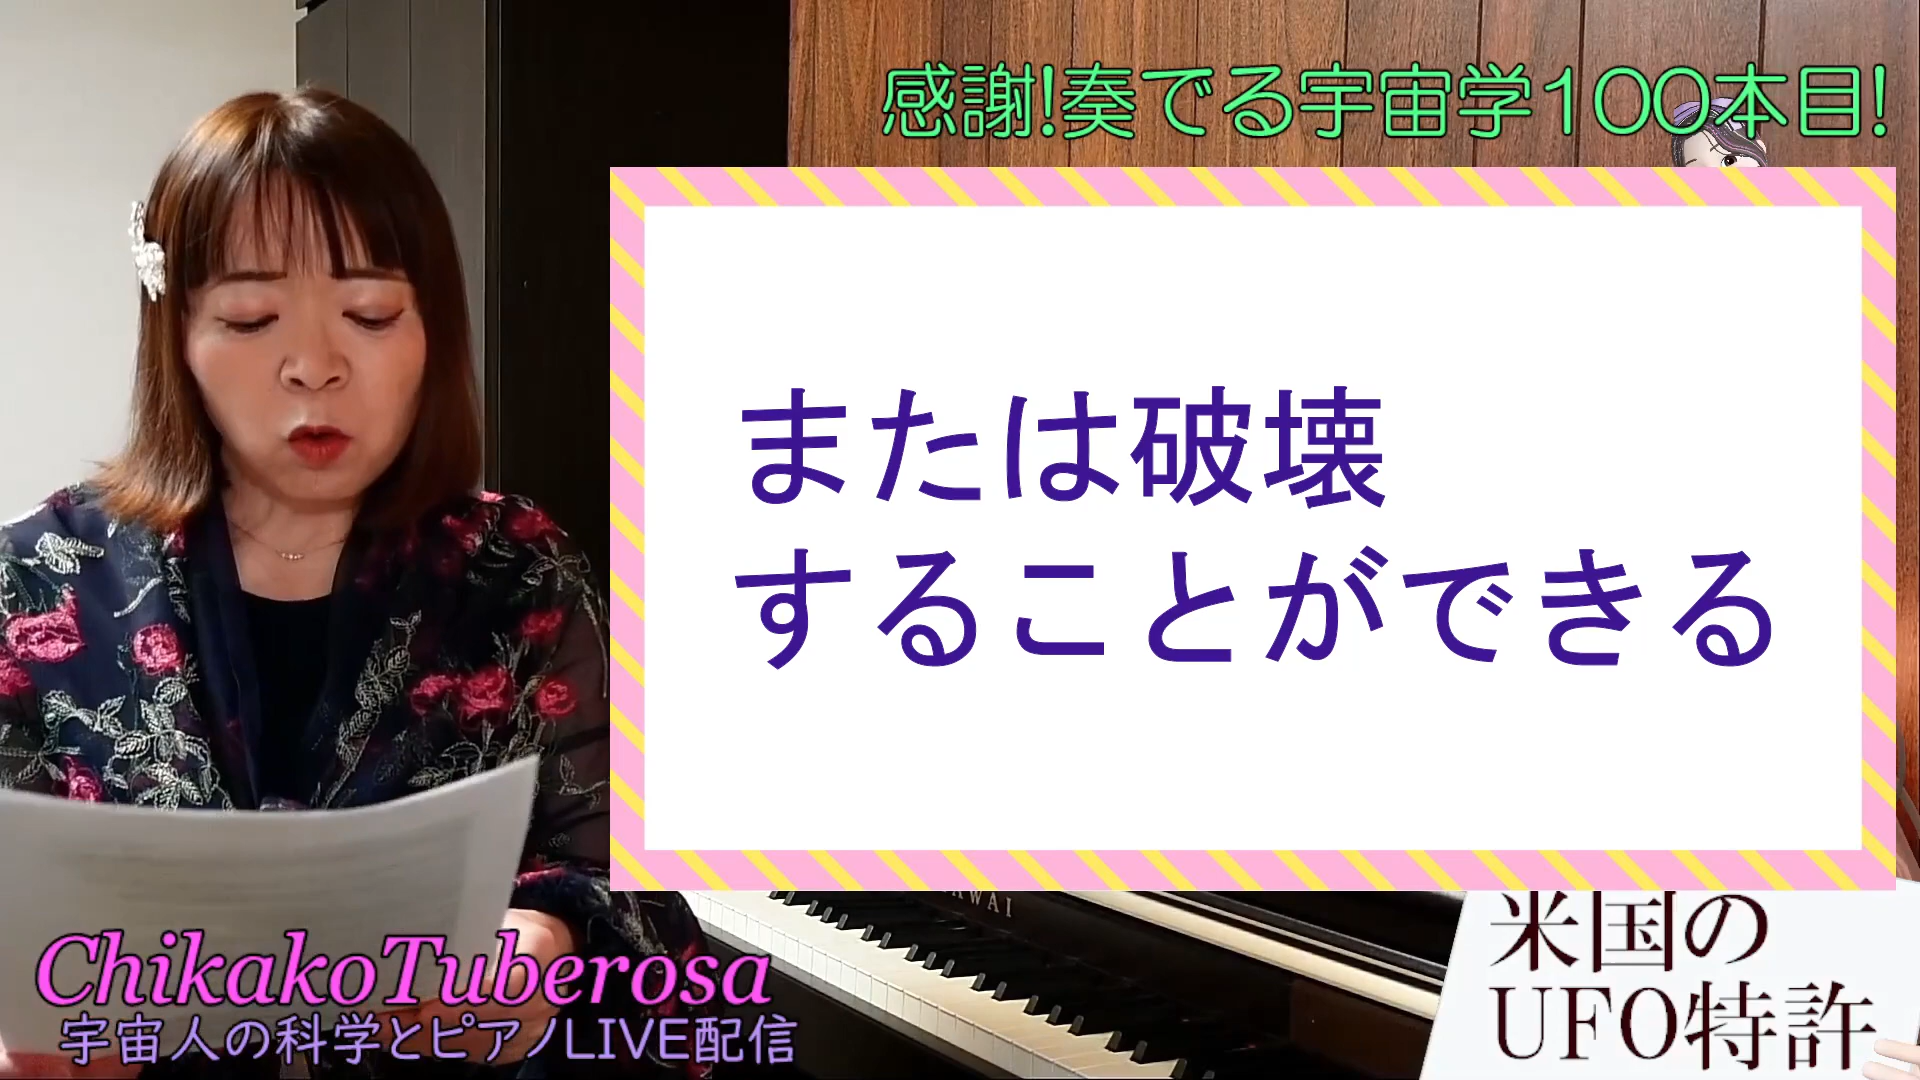 感謝!奏でる宇宙学100本目!
または破壊
することができる
AWAI
ChikakoTuberosa
宇宙人の科学とピアノLIVE配信
米国の
UFO特許